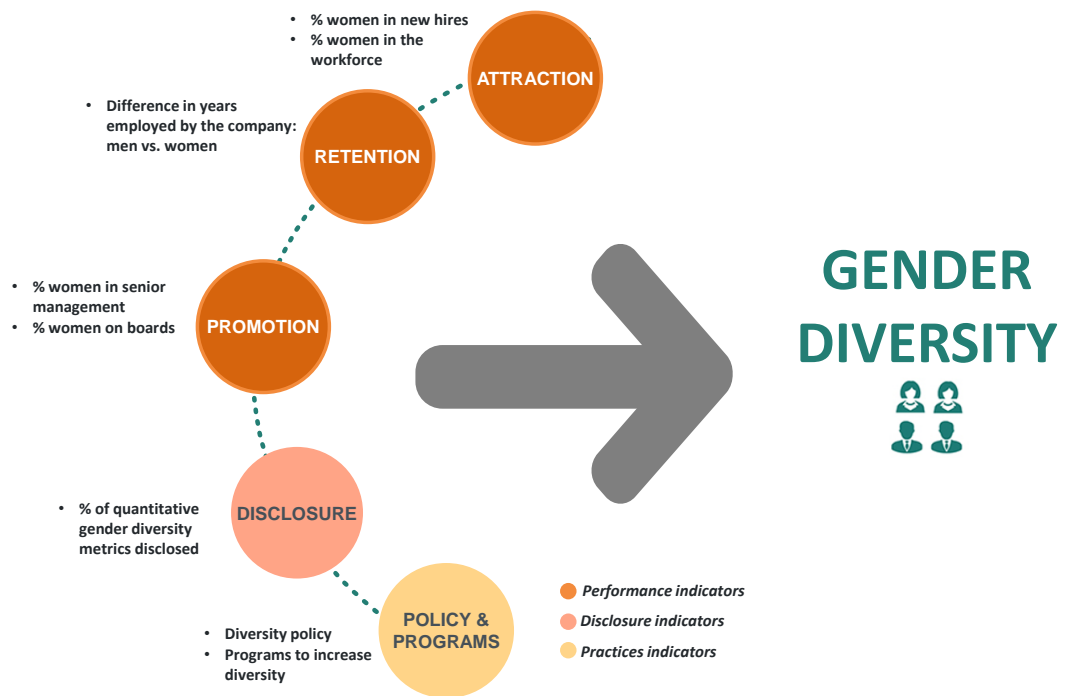 • % women in new hires
• % women in the
workforce
ATTRACTION
• Difference in years
employed by the company:
men vs. women
RETENTION
• % women in senior
management
• % women on boards
PROMOTION
GENDER
DIVERSITY
• % of quantitative
gender diversity
metrics disclosed
DISCLOSURE
• Diversity policy
• Programs to increase
diversity
POLICY &
PROGRAMS
Performance indicators
Disclosure indicators
Practices indicators